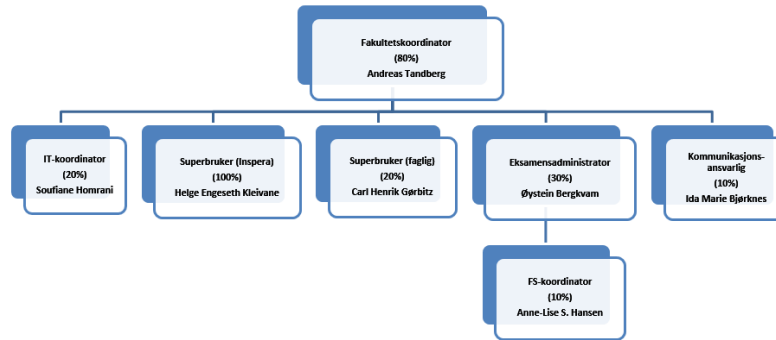 Fakultetskoordinator
(80%)
Andreas Tandberg
IT-koordinator
(20%)
Soufiane Homrani
Superbruker (Inspera)
(100%)
Helge Engeseth Kleivane
Superbruker (faglig)
(20%)
Carl Henrik Gørbitz
Eksamensadministrator
(30%)
Øystein Bergkvam
Kommunikasjons-
ansvarlig
(10%)
Ida Marie Bjørknes
FS-koordinator
(10%)
Anne-Lise S. Hansen